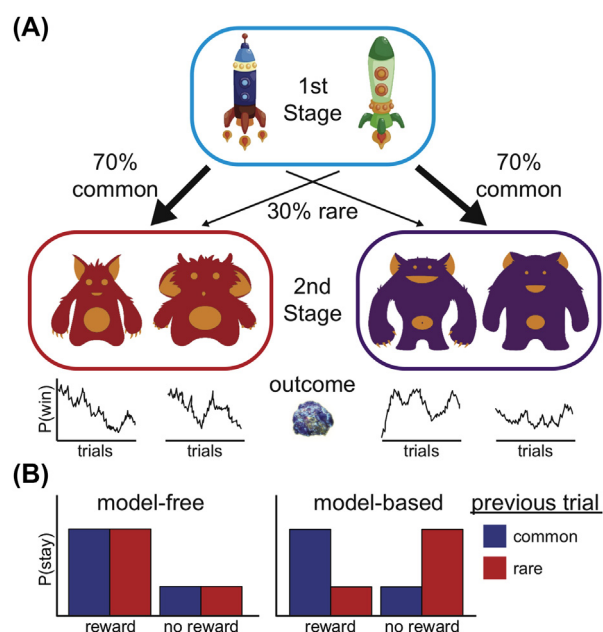 (A)
1st
Stage
70%
common
70%
common
30% rare
2nd
Stage
outcome
P(win)
trials
trials
trials
trials
(B)
model-free
model-based
previous trial
P(stay)
common
rare
reward
no reward
reward
no reward